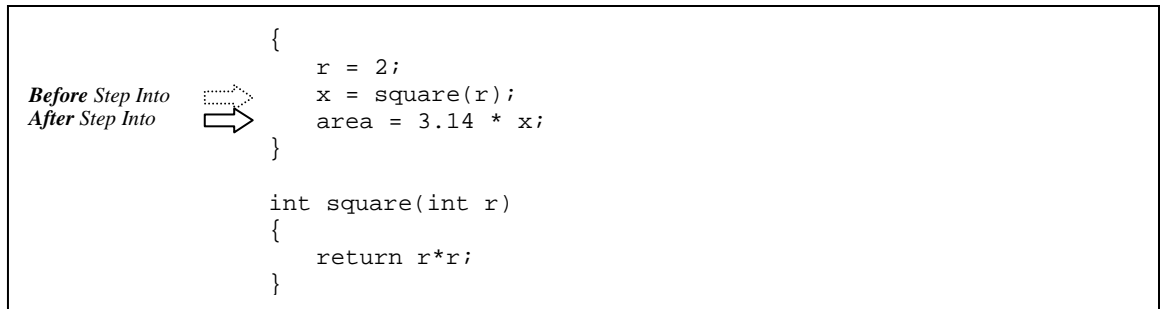 {
r = 2;
Before Step Into x = square(r);
After Step Into area = 3.14 * x;
}
int square(int r)
{
return r*r;
}